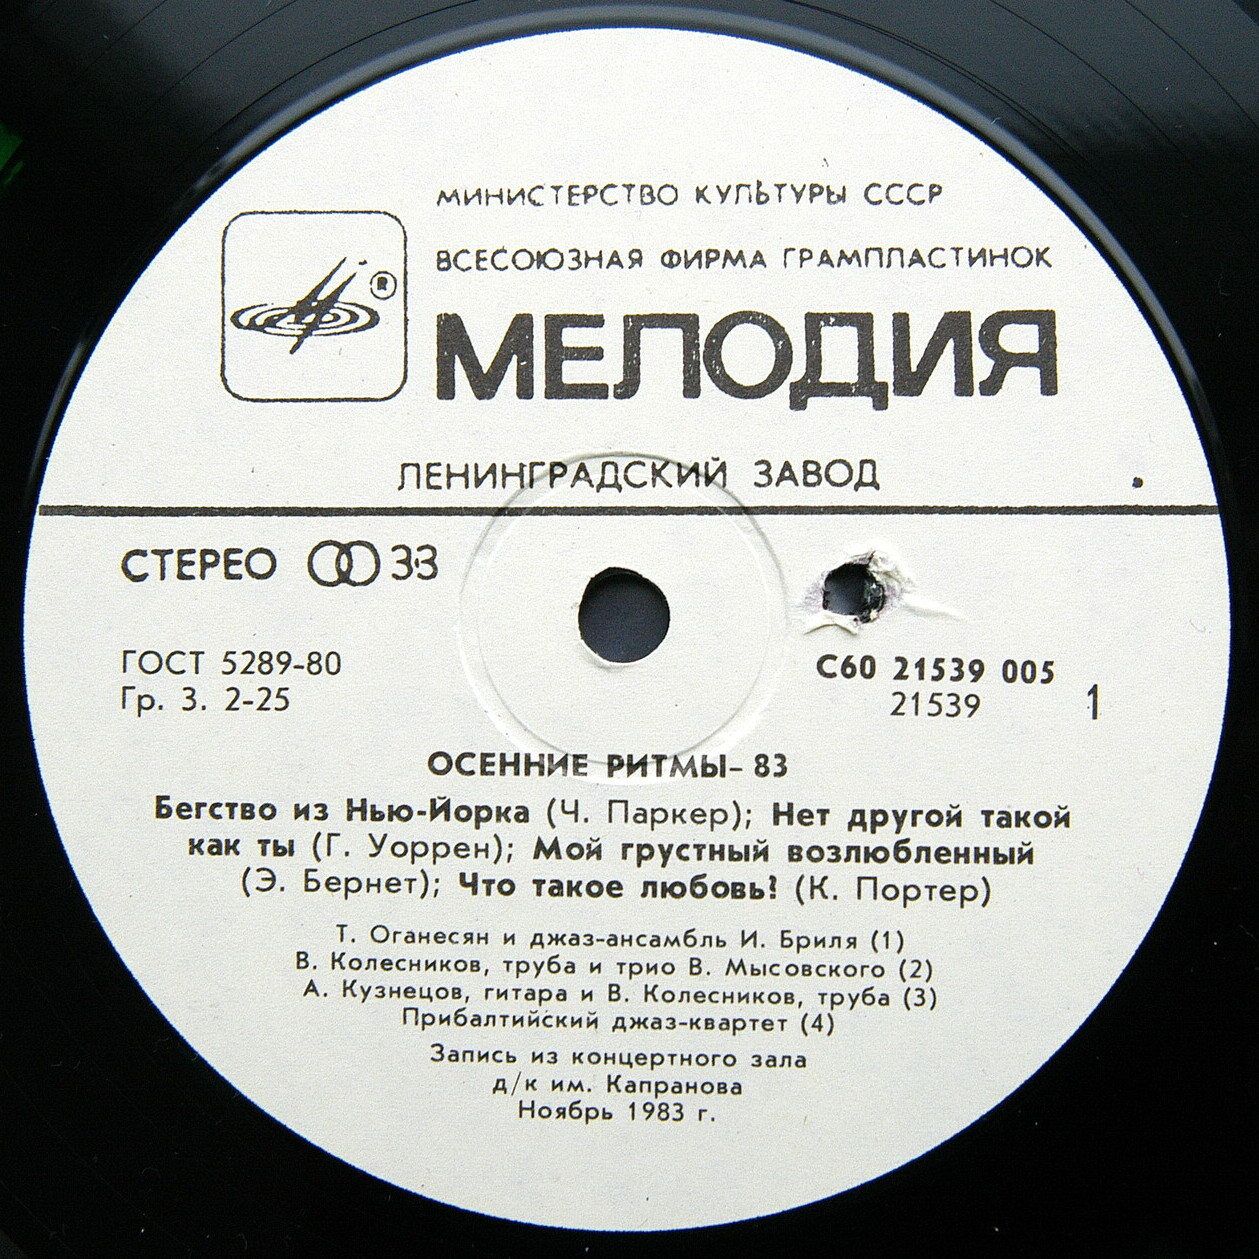 МИНИСТЕРСТВО КУЛЬТУРЫ СССР
ВСЕСОЮЗНАЯ ФИРМА ГРАМПЛАСТИНОК
®
МЕЛОДИЯ
ЛЕНИНГРАДСКИЙ ЗАВОД
СТЕРЕО 33
ГОСТ 5289-80
Гр. 3. 2-25
С60 21539 005
21539 1
ОСЕННИЕ РИТМЫ- 83
Бегство из Нью-Йорка (Ч. Паркер); Нет другой такой
как ты (Г. Уоррен); Мой грустный возлюбленный
(Э. Бернет); Что такое любовь? (К. Портер)
Т. Оганесян и джаз-ансамбль И. Бриля (1)
В. Колесников, труба и трио В. Мысовского (2)
А. Кузнецов, гитара и В. Колесников, труба (3)
Прибалтийский джаз-квартет (4)
Запись из концертного зала
д/к им. Капранова
Ноябрь 1983 г.